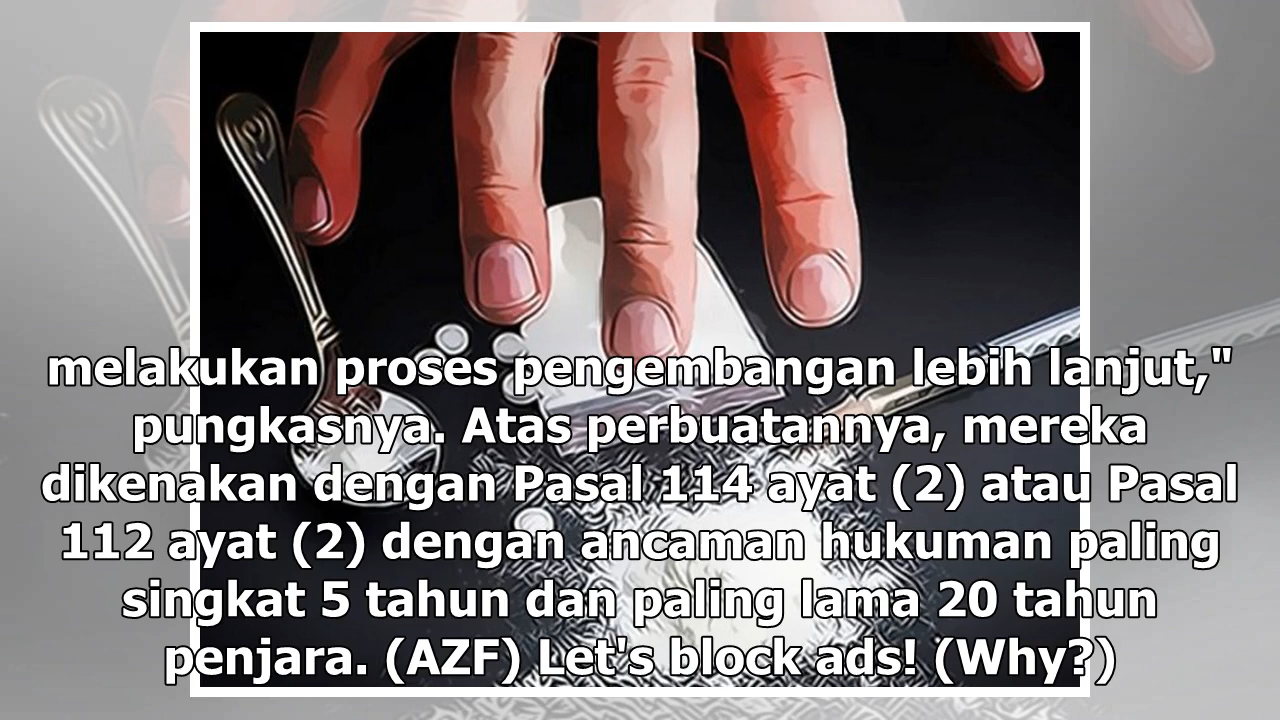 melakukan proses pengembangan lebih lanjut,"
pungkasnya. Atas perbuatannya, mereka
dikenakan dengan Pasal 114 ayat (2) atau Pasal
112 ayat (2) dengan ancaman hukuman paling
singkat 5 tahun dan paling lama 20 tahun
penjara. (AZF) Let's block ads! (Why?)